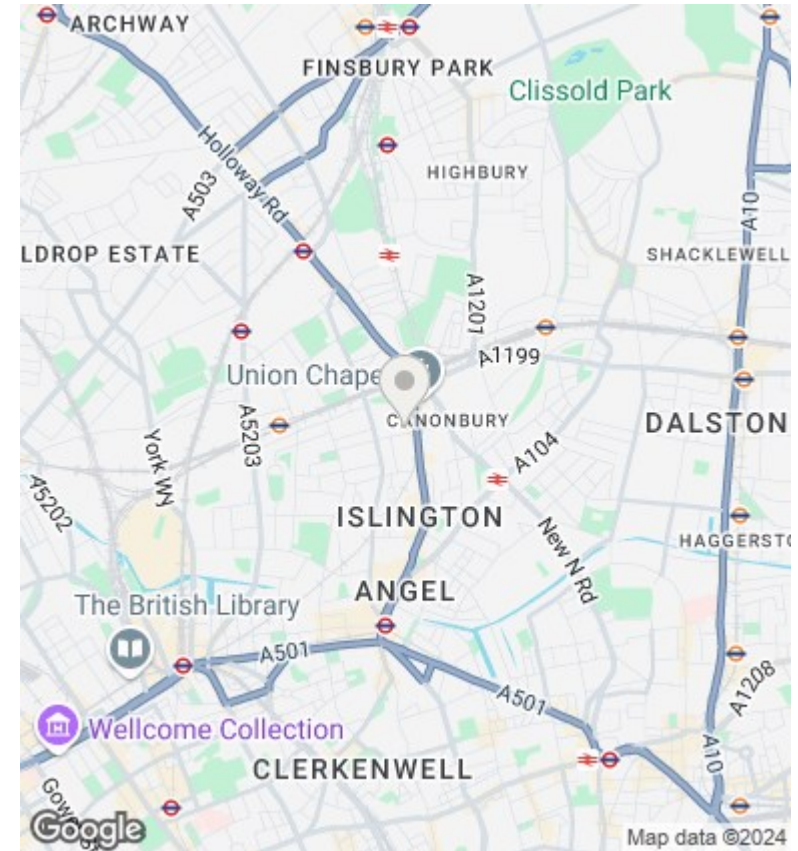 ARCHWAY
FINSBURY PARK
Clissold Park
Holloway Rd
A503
HIGHBURY
A10
LDROP ESTATE
SHACKLEWELL
A1201
Union Chape
A1199
CANONBURY
A5203
York Wy
DALSTON
A104
A5202
ISLINGTON
New N Rd
HAGGERSTO
ANGEL
The British Library
A501
A501
A1208
Wellcome Collection
A10
CLERKENWELL
Gower
Google
Map data ©2024